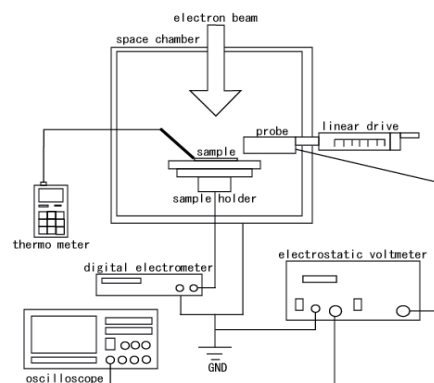 electron beam
space chamber
probe
linear drive
sample
sample holder
thermo meter
digital electrometer
electrostatic voltmeter
GND
oscilloscope